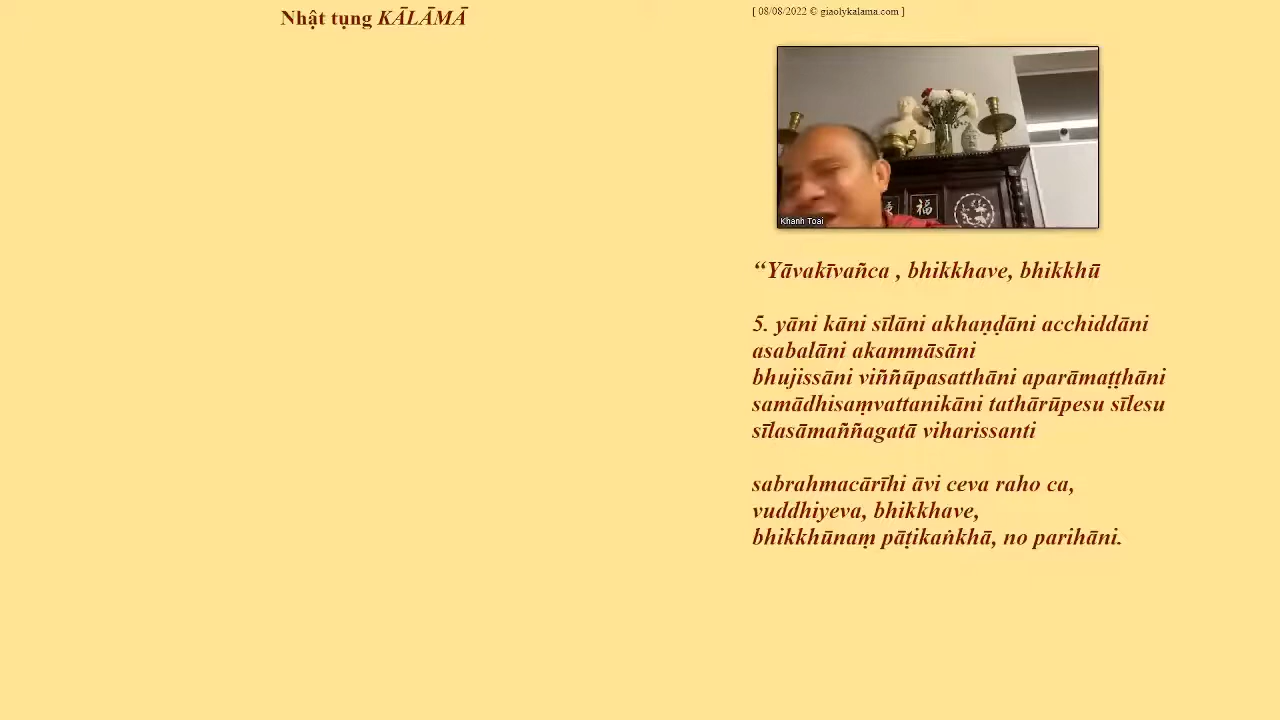 Nhật tụng KĀLĀMĀ
[ 08/08/2022 © giaolykalama.com ]
福
Khanh Toai
“Yāvakīvañca , bhikkhave, bhikkhū
5. yāni kāni sīlāni akhaṇḍāni acchiddāni
asabalāni akammāsāni
bhujissāni viññūpasatthāni aparāmaṭṭhāni
samādhisaṃvattanikāni tathārūpesu sīlesu
sīlasāmaññagatā viharissanti
sabrahmacārīhi āvi ceva raho ca,
vuddhiyeva, bhikkhave,
bhikkhūnaṃ pāṭikaṅkhā, no parihāni.